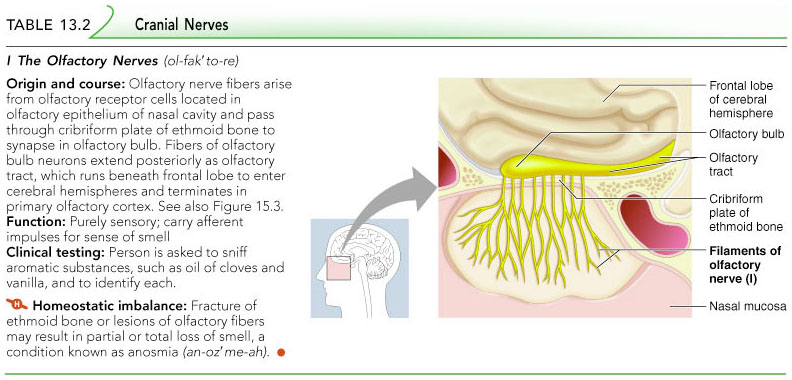 TABLE 13.2
Cranial Nerves
I The Olfactory Nerves (ol-fak′to-re)
Origin and course: Olfactory nerve fibers arise
from olfactory receptor cells located in
olfactory epithelium of nasal cavity and pass
through cribriform plate of ethmoid bone to
synapse in olfactory bulb. Fibers of olfactory
bulb neurons extend posteriorly as olfactory
tract, which runs beneath frontal lobe to enter
cerebral hemispheres and terminates in
primary olfactory cortex. See also Figure 15.3.
Function: Purely sensory; carry afferent
impulses for sense of smell
Clinical testing: Person is asked to sniff
aromatic substances, such as oil of cloves and
vanilla, and to identify each.
H Homeostatic imbalance: Fracture of
ethmoid bone or lesions of olfactory fibers
may result in partial or total loss of smell, a
condition known as anosmia (an-oz′me-ah).
Frontal lobe
of cerebral
hemisphere
Olfactory bulb
Olfactory
tract
Cribriform
plate of
ethmoid bone
Filaments of
olfactory
nerve (I)
Nasal mucosa